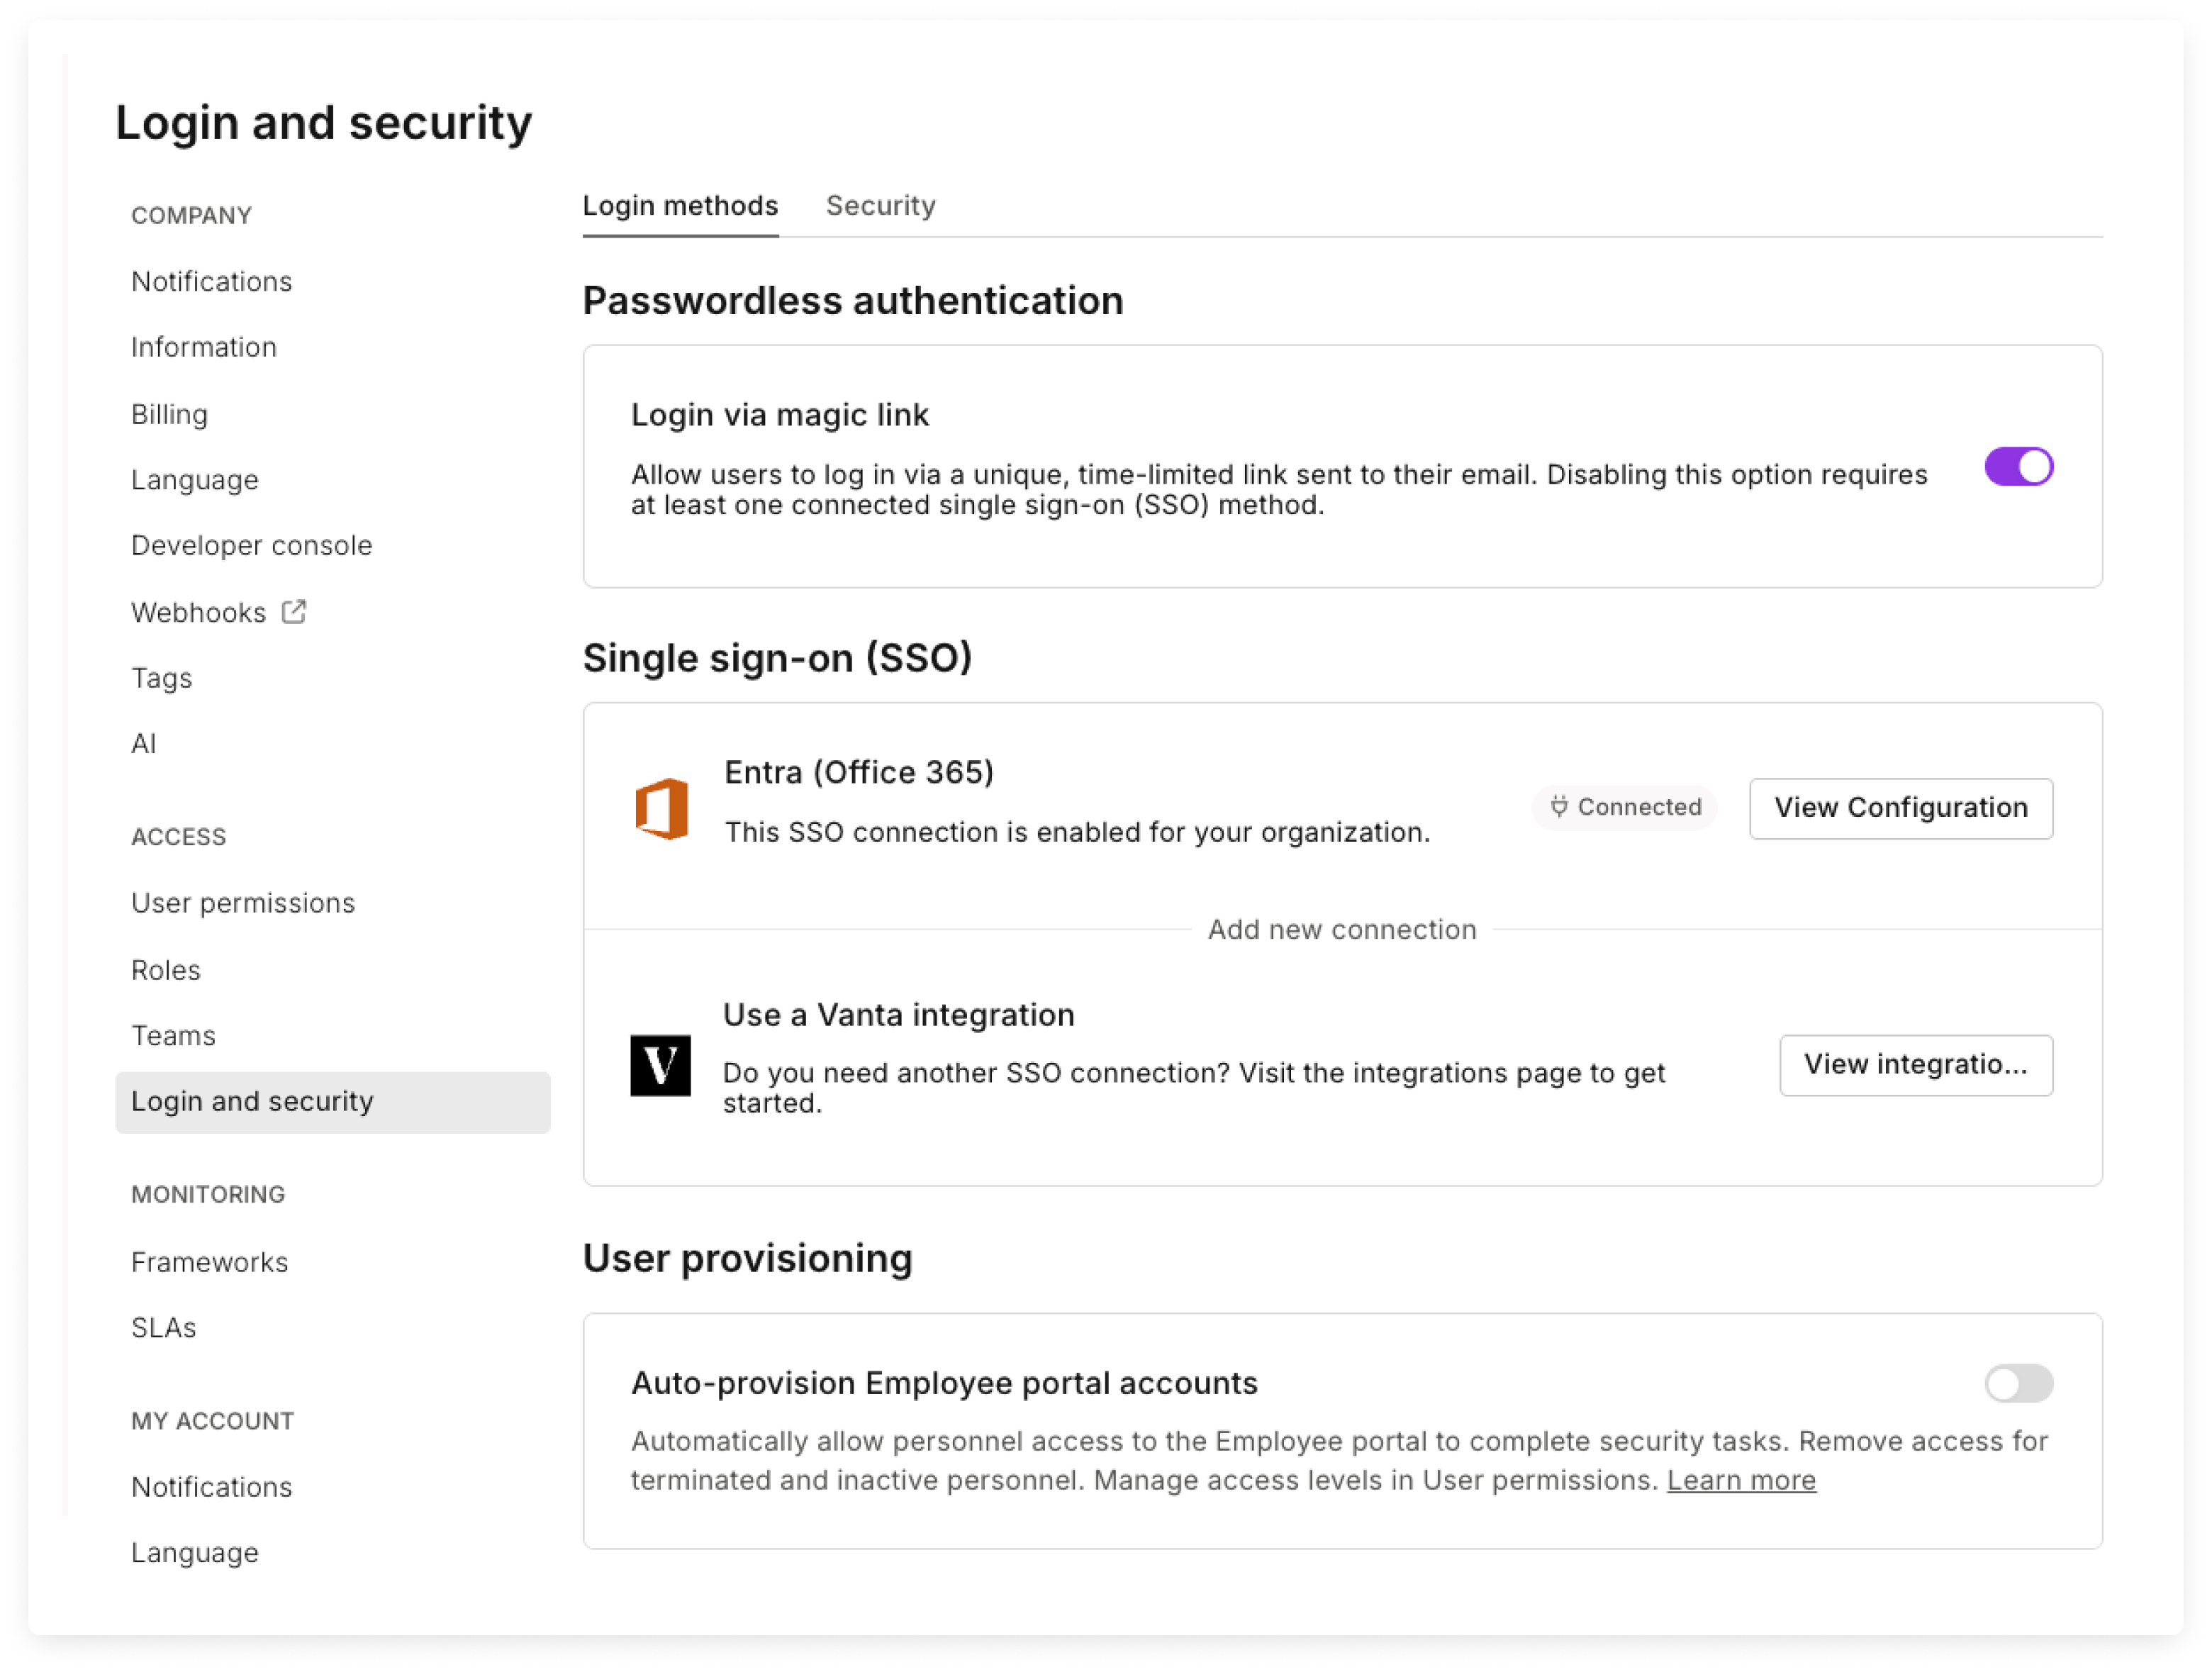 Login and security
COMPANY
Notifications
Information
Billing
Language
Developer console
Webhooks
Tags
AI
ACCESS
User permissions
Roles
Teams
Login and security
MONITORING
Frameworks
SLAs
MY ACCOUNT
Notifications
Language
Login methods Security
Passwordless authentication
Login via magic link
Allow users to log in via a unique, time-limited link sent to their email. Disabling this option requires
at least one connected single sign-on (SSO) method.
Single sign-on (SSO)
Entra (Office 365)
This SSO connection is enabled for your organization.
Connected
View Configuration
Add new connection
V
Use a Vanta integration
Do you need another SSO connection? Visit the integrations page to get
started.
View integratio...
User provisioning
Auto-provision Employee portal accounts
Automatically allow personnel access to the Employee portal to complete security tasks. Remove access for
terminated and inactive personnel. Manage access levels in User permissions. Learn more